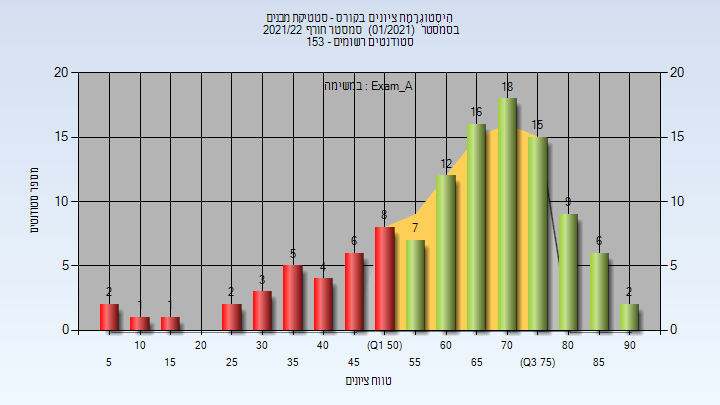 הִיסְטוֹגְרָמַת ציונים בקורס - סטטיקת מבנים
בסמסטר (01/2021) סמסטר חורף 2021/22
סטודנטים רשומים - 153
במשימה : Exam_A
מספר סטודנטים
20 20
15 15
10 10
5 5
0 0
2 1 1 2 3 5 4 6 8 7 12 16 18 15 9 6 2
10 20 30 40 (Q1 50) 60 70 80 90
5 15 25 35 45 55 65 (Q3 75) 85
טווח ציונים